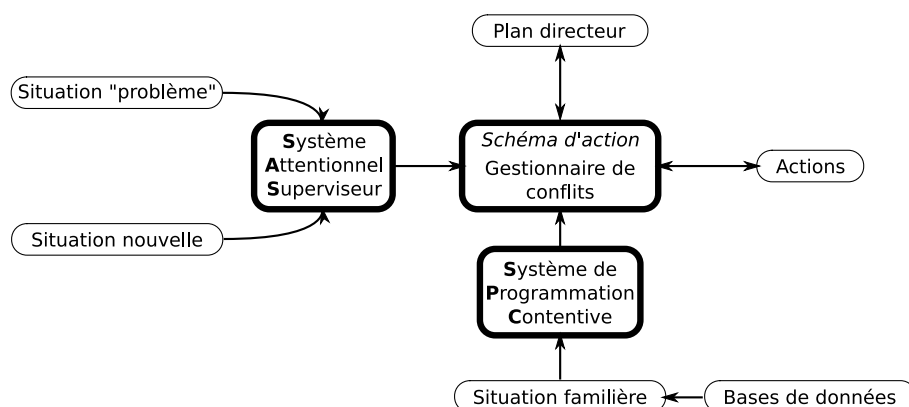 Plan directeur
Situation "problème"
Système
Attentionnel
Superviseur
Schéma d'action
Gestionnaire de
conflits
Actions
Situation nouvelle
Système de
Programmation
Contentive
Situation familière
Bases de données